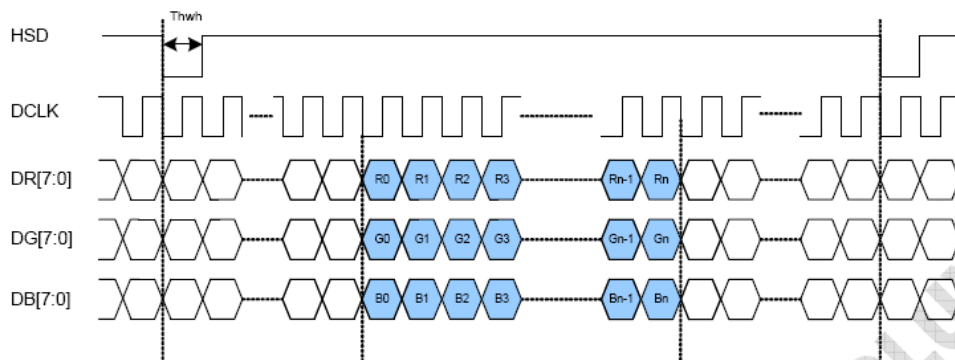 Thwh
HSD
DCLK
DR[7:0] R0 R1 R2 R3 Rn-1 Rn
DG[7:0] G0 G1 G2 G3 Gn-1 Gn
DB[7:0] B0 B1 B2 B3 Bn-1 Bn